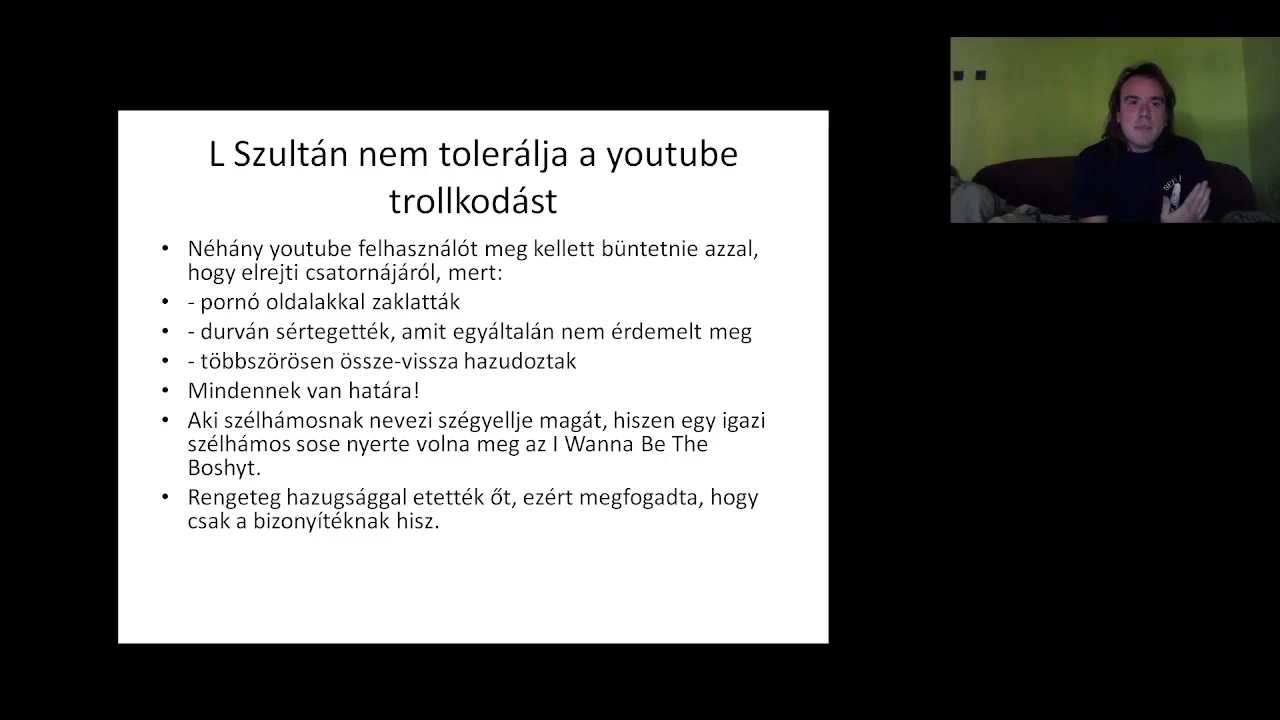 L Szultán nem tolerálja a youtube
trollkodást
• Néhány youtube felhasználót meg kellett büntetnie azzal,
hogy elrejti csatornájáról, mert:
• - pornó oldalakkal zaklatták
• - durván sértegették, amit egyáltalán nem érdemelt meg
• - többszörösen össze-vissza hazudoztak
• Mindennek van határa!
• Aki szélhámosnak nevezi szégyellje magát, hiszen egy igazi
szélhámos sose nyerte volna meg az I Wanna Be The
Boshyt.
• Rengeteg hazugsággal etették őt, ezért megfogadta, hogy
csak a bizonyítéknak hisz.